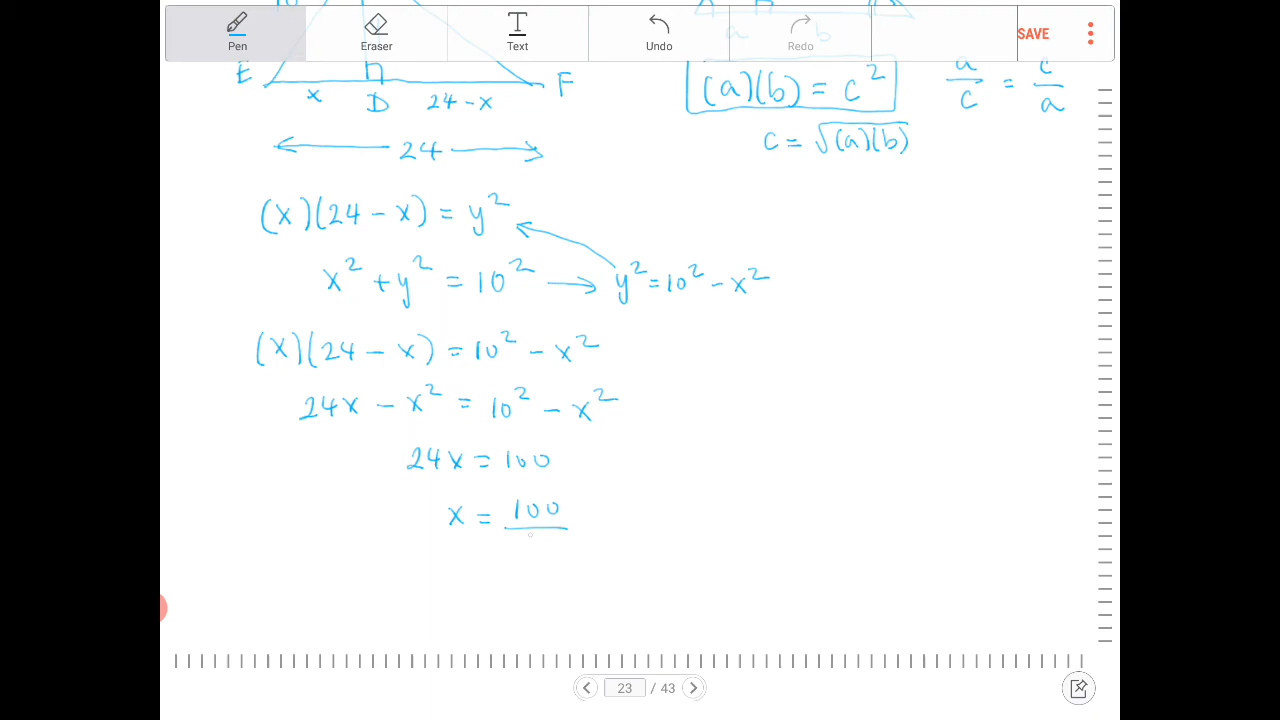 Pen Eraser Text Undo Redo SAVE
E F
x D 24 - x
24
(a)(b) = c²
c = √(a)(b)
a/c = c/a
(x)(24 - x) = y²
x² + y² = 10² → y² = 10² - x²
(x)(24 - x) = 10² - x²
24x - x² = 10² - x²
24x = 100
x = 100
23 / 43